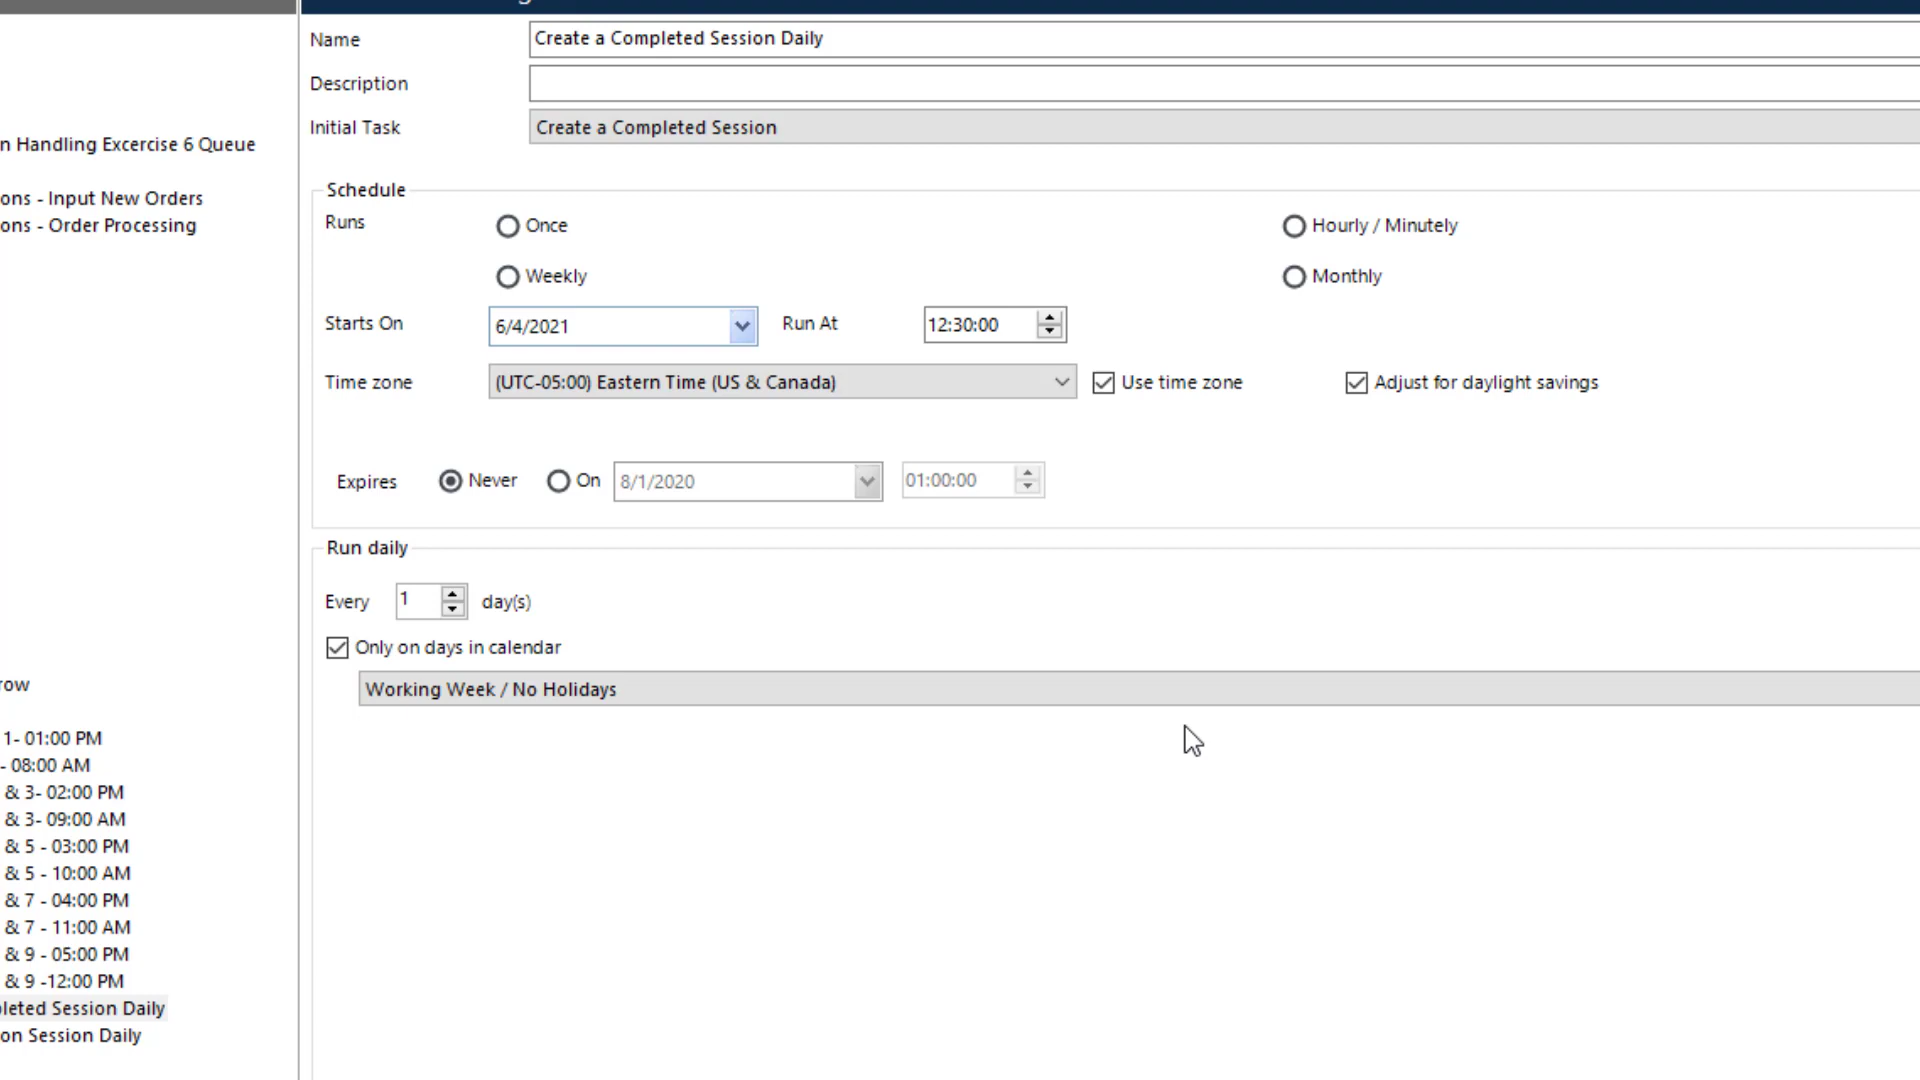 Name
Create a Completed Session Daily
Description
Initial Task
Create a Completed Session
n Handling Excercise 6 Queue
ons - Input New Orders
ons - Order Processing
Schedule
Runs
Once
Hourly / Minutely
Weekly
Monthly
Starts On
6/4/2021
Run At
12:30:00
Time zone
(UTC-05:00) Eastern Time (US & Canada)
Use time zone
Adjust for daylight savings
Expires
Never
On
8/1/2020
01:00:00
Run daily
Every
1
day(s)
Only on days in calendar
Working Week / No Holidays
row
1- 01:00 PM
- 08:00 AM
& 3- 02:00 PM
& 3- 09:00 AM
& 5 - 03:00 PM
& 5 - 10:00 AM
& 7 - 04:00 PM
& 7 - 11:00 AM
& 9 - 05:00 PM
& 9 -12:00 PM
leted Session Daily
on Session Daily